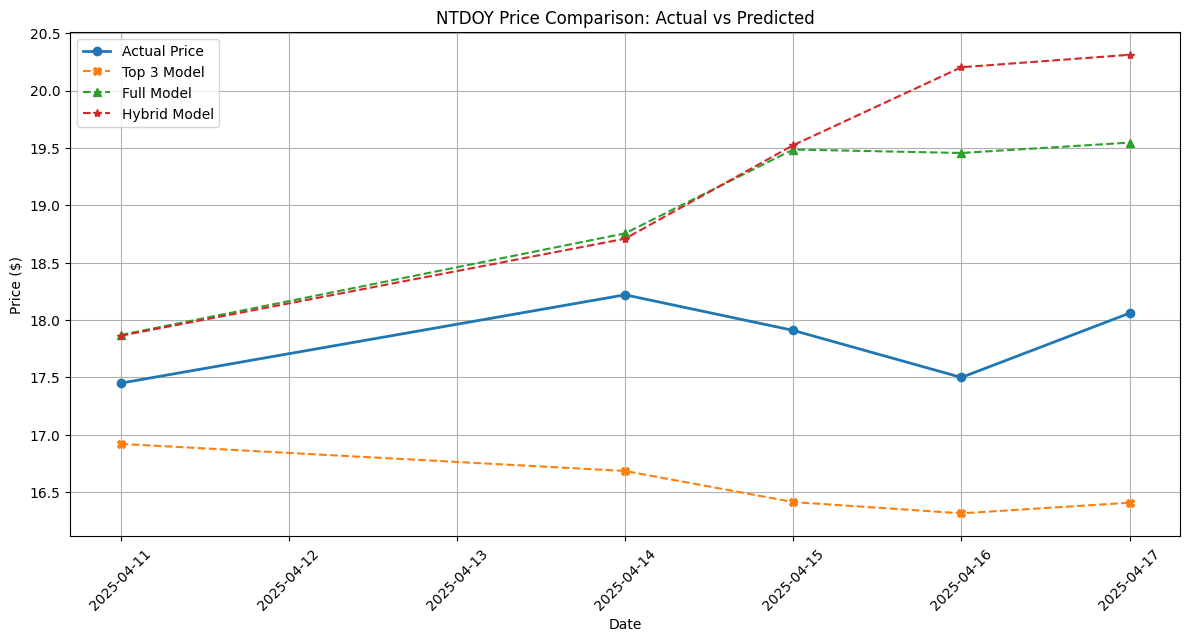 NTDOY Price Comparison: Actual vs Predicted
Actual Price
Top 3 Model
Full Model
Hybrid Model
Price ($)
20.5
20.0
19.5
19.0
18.5
18.0
17.5
17.0
16.5
2025-04-11
2025-04-12
2025-04-13
2025-04-14
2025-04-15
2025-04-16
2025-04-17
Date